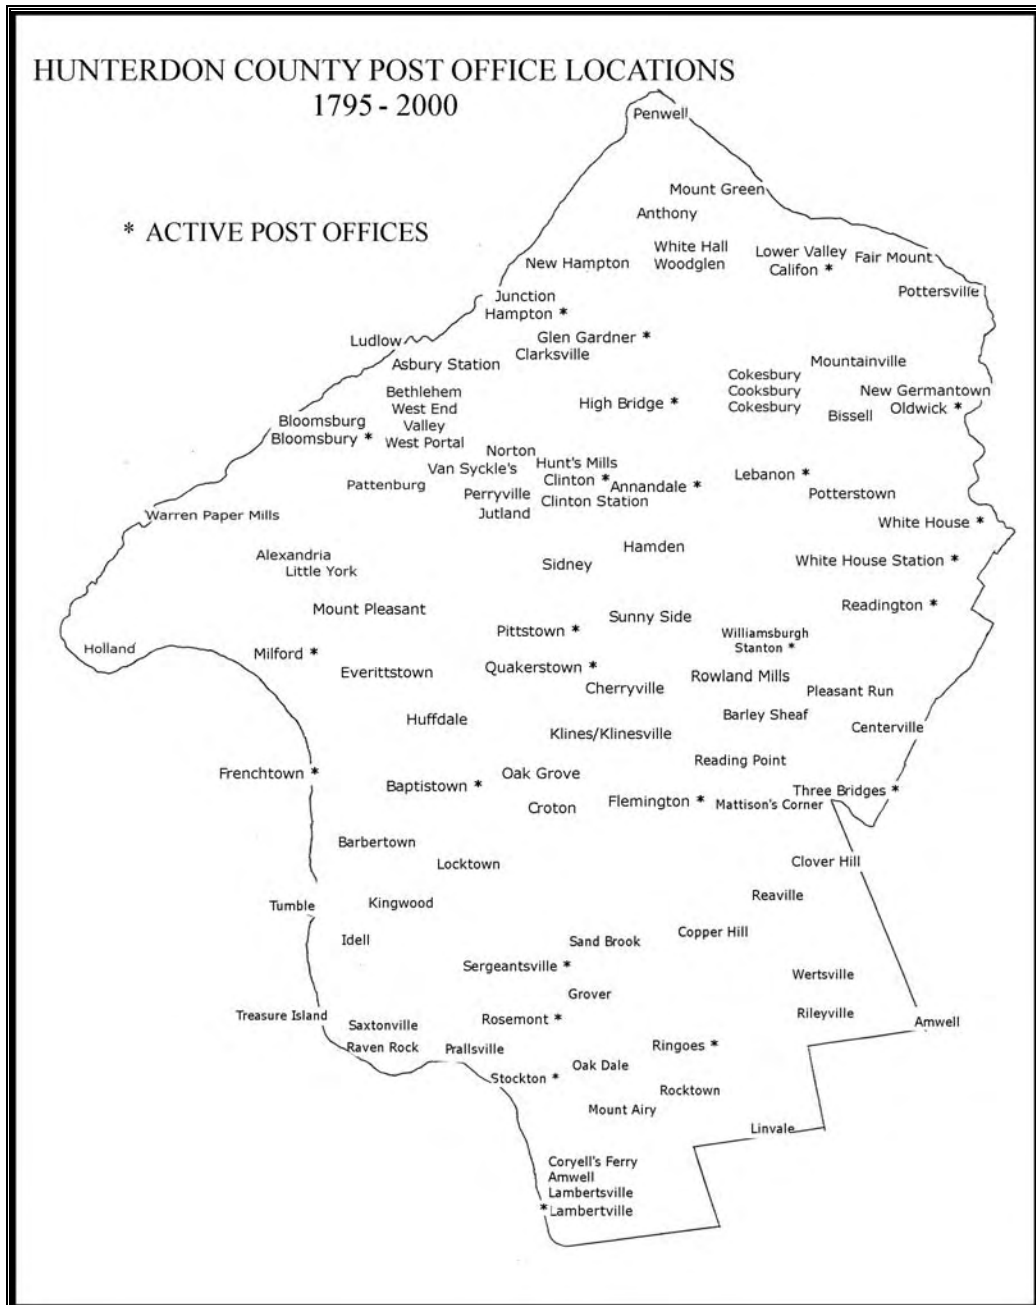 HUNTERDON COUNTY POST OFFICE LOCATIONS
1795 - 2000
* ACTIVE POST OFFICES
Penwell
Mount Green
Anthony
White Hall
Woodglen
Lower Valley
Califon *
Fair Mount
New Hampton
Pottersville
Junction
Hampton *
Glen Gardner *
Clarksville
Ludlow
Asbury Station
Mountainville
Cokesbury
Cooksbury
Cokesbury
New Germantown
Oldwick *
Bissell
Bethlehem
West End
Valley
West Portal
High Bridge *
Bloomsburg
Bloomsbury *
Norton
Van Syckle's
Hunt's Mills
Clinton *
Clinton Station
Annandale *
Lebanon *
Potterstown
Pattenburg
Perryville
Jutland
Warren Paper Mills
White House *
Alexandria
Little York
Sidney
Hamden
White House Station *
Mount Pleasant
Readington *
Sunny Side
Pittstown *
Williamsburgh
Stanton *
Holland
Milford *
Everittstown
Quakerstown *
Cherryville
Rowland Mills
Pleasant Run
Huffdale
Barley Sheaf
Centerville
Klines/Klinesville
Reading Point
Frenchtown *
Baptistown *
Oak Grove
Croton
Flemington *
Mattison's Corner
Three Bridges *
Barbertown
Locktown
Clover Hill
Reaville
Tumble
Kingwood
Idell
Sand Brook
Copper Hill
Sergeantsville *
Wertsville
Grover
Treasure Island
Saxtonville
Raven Rock
Rosemont *
Rileyville
Amwell
Prallsville
Ringoes *
Stockton *
Oak Dale
Rocktown
Mount Airy
Linvale
Coryell's Ferry
Amwell
Lambertsville
* Lambertville